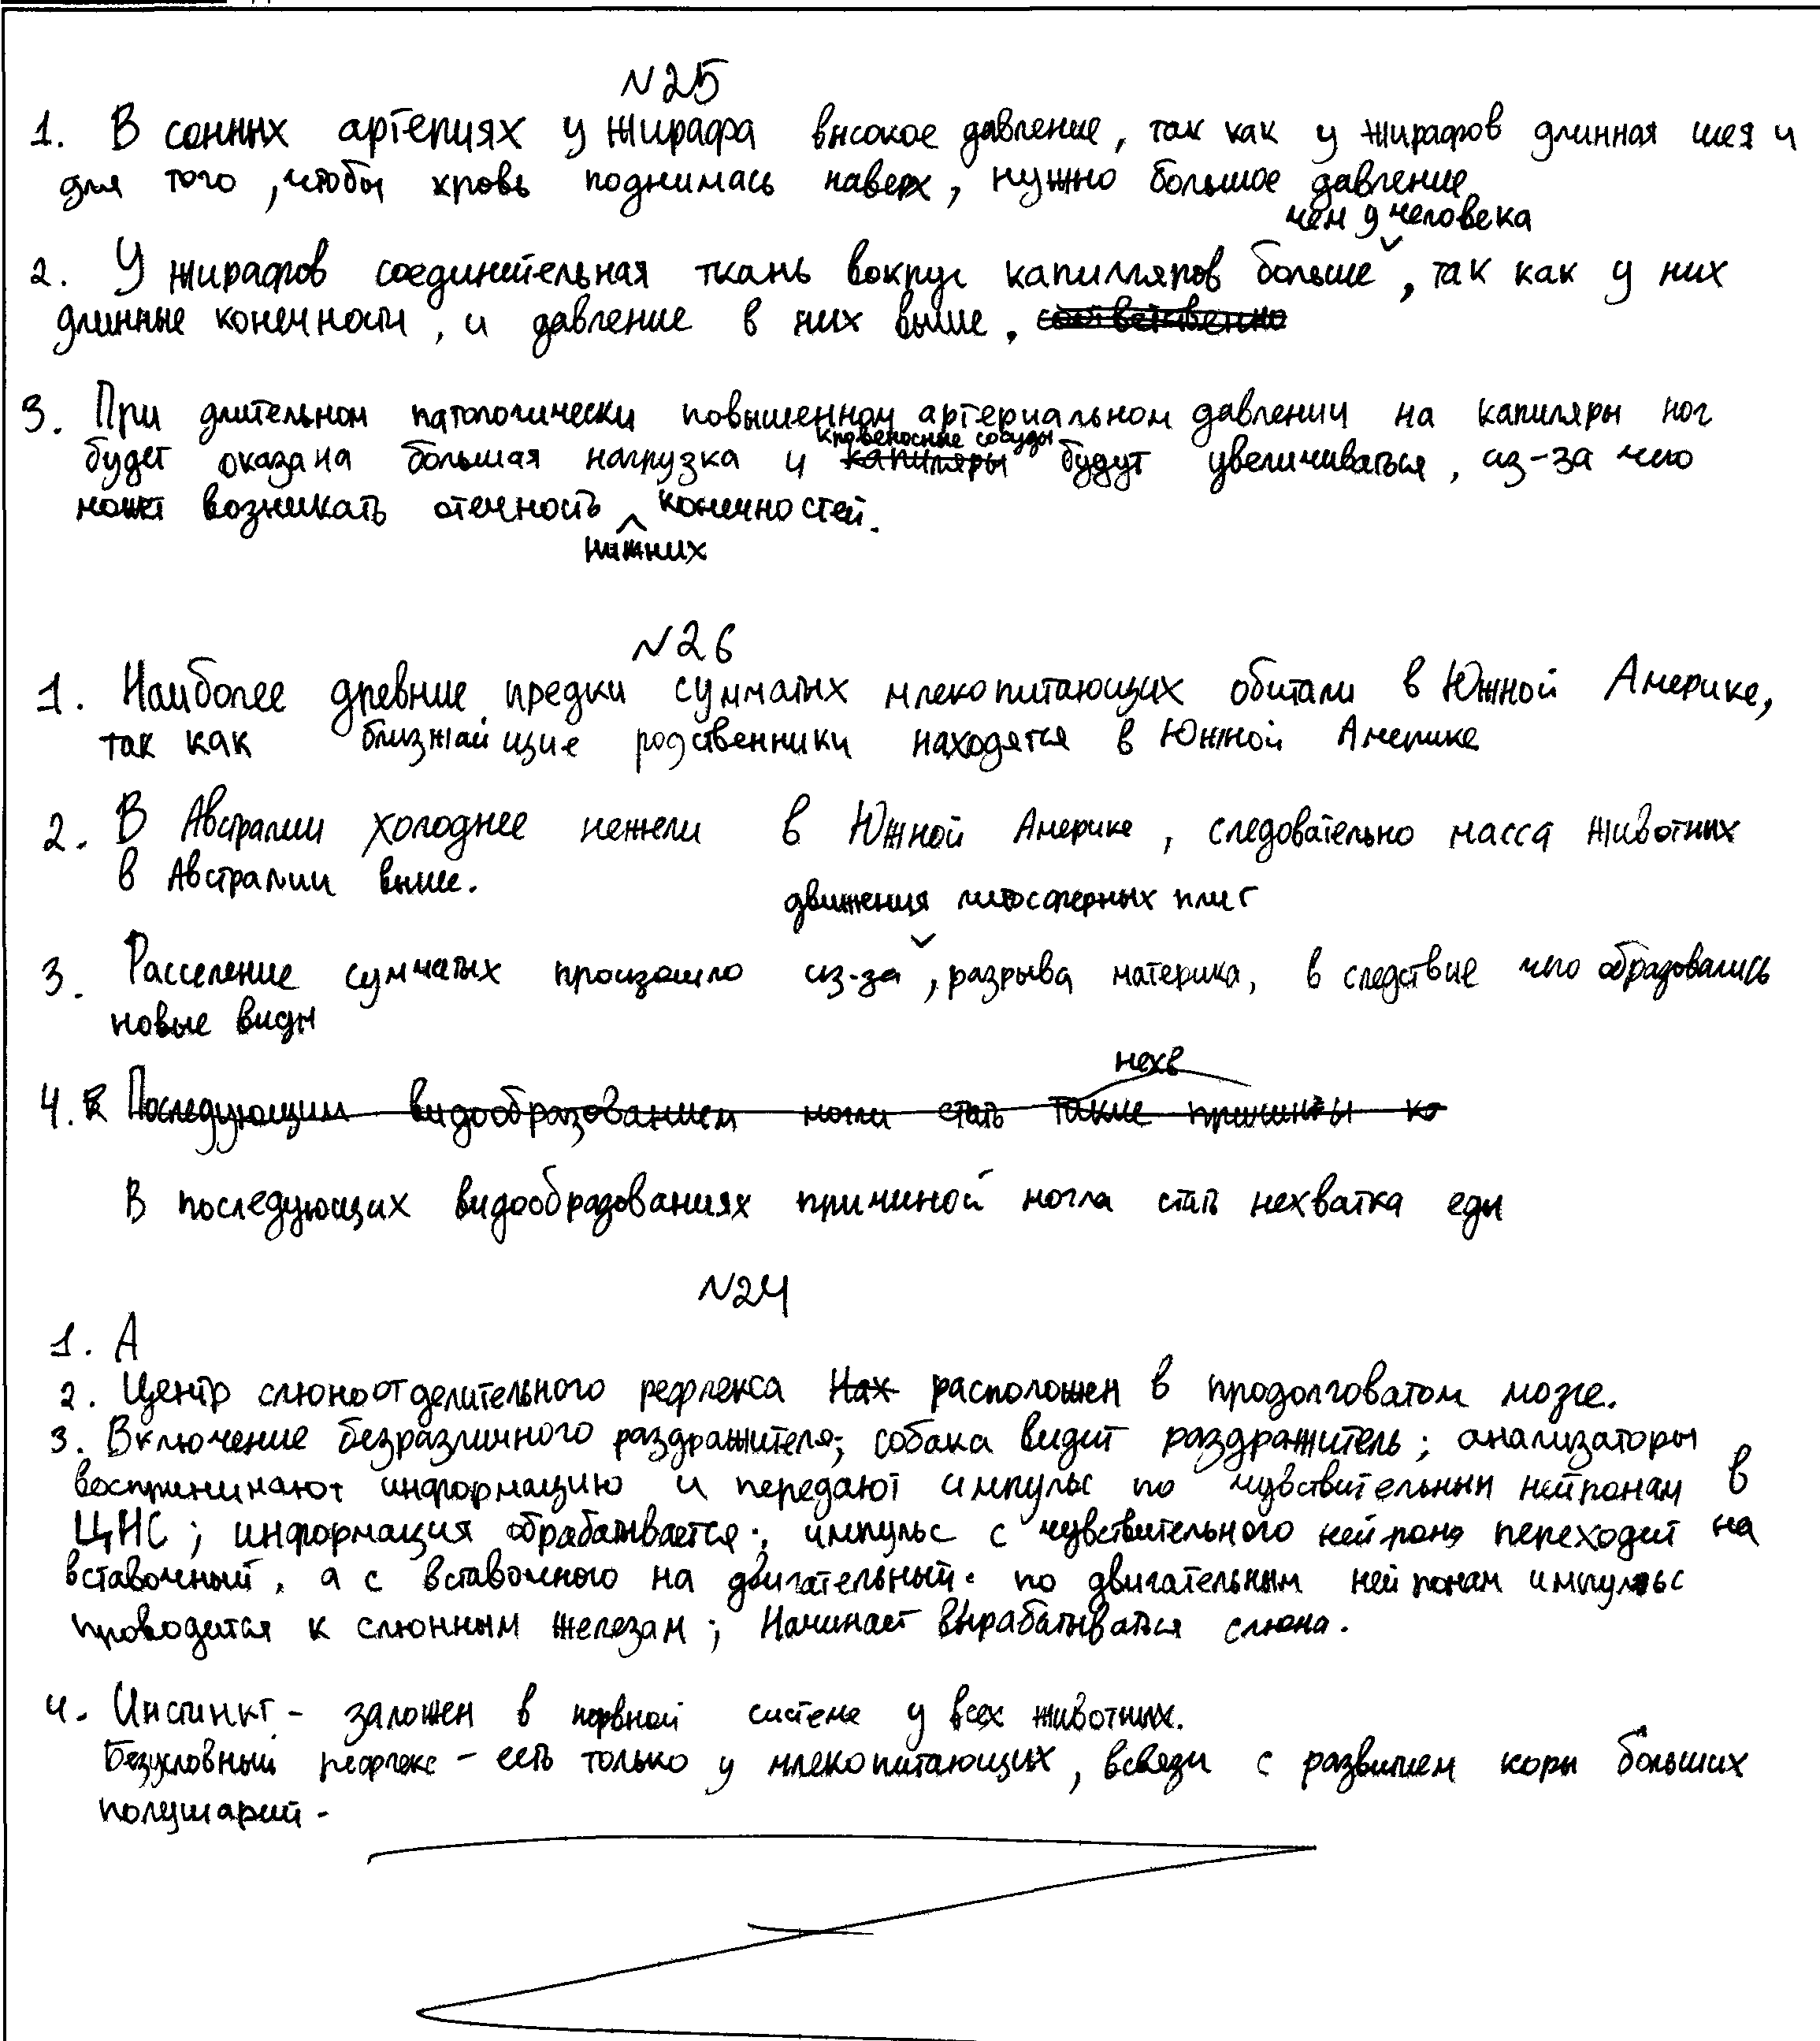 №25
1. В сонных артериях у жирафа высокое давление, так как у жирафов длинная шея и
для того, чтобы кровь поднималась наверх, нужно большое давление
чем у человека
2. У жирафов соединительная ткань вокруг капилляров больше, так как у них
длинные конечности, и давление в них выше. соответственно
3. При длительном патологически повышенном артериальном давлении на капиляры ног
кровеносные сосуды
будет оказана большая нагрузка и капилляры будут увеличиваться, из-за чего
может возникать отечность конечностей.
нижних
№26
1. Наиболее древние предки сумчатых млекопитающих обитали в Южной Америке,
так как ближайщие родственники находятся в Южной Америке
2. В Австралии холоднее нежели в Южной Америке, следовательно масса животных
в Австралии выше.
движения литосферных плит
3. Расселение сумчатых произошло из-за, разрыва материка, в следствие чего образовались
новые виды
нехв
4. В Последующим видообразованием могли стать такие причины ко
В последующих видообразованиях причиной могла стать нехватка еды
№24
1. А
2. Центр слюноотделительного рефлекса Нах расположен в продолговатом мозге.
3. Включение безразличного раздражителя; собака видит раздражитель; анализаторы
воспринимают информацию и передают импульс по чувствительным нейронам в
ЦНС; информация обрабатывается; импульс с чувствительного нейрона переходит на
вставочный, а с вставочного на двигательный; по двигательным нейронам импульс
проводится к слюнным железам; Начинает вырабатываться слюна.
4. Инстинкт - заложен в нервной системе у всех животных.
Безусловный рефлекс - есть только у млекопитающих, всвязи с развитием коры больших
полушарий.